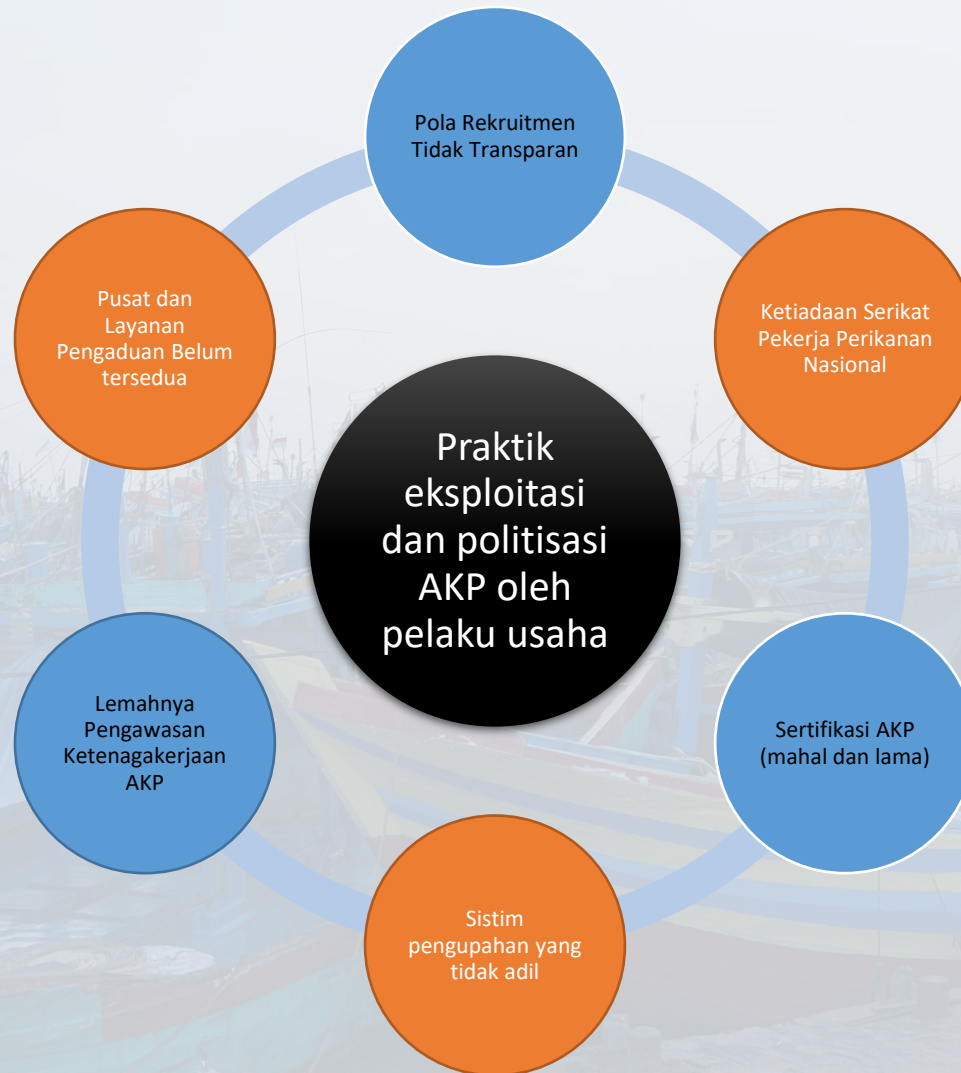 Pola Rekruitmen
Tidak Transparan
Ketiadaan Serikat
Pekerja Perikanan
Nasional
Sertifikasi AKP
(mahal dan lama)
Sistim
pengupahan yang
tidak adil
Lemahnya
Pengawasan
Ketenagakerjaan
AKP
Pusat dan
Layanan
Pengaduan Belum
tersedua
Praktik
eksploitasi
dan politisasi
AKP oleh
pelaku usaha